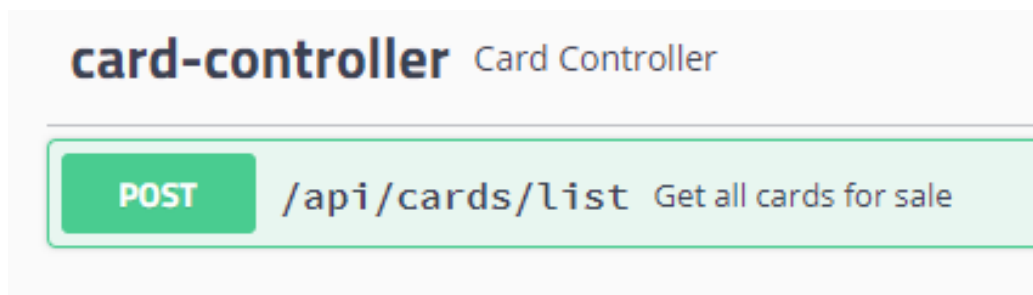 card-controller Card Controller
POST /api/cards/list Get all cards for sale